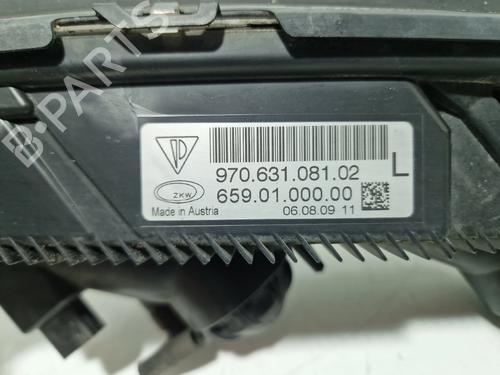 B-PARTS
970.631.081.02
L
ZKW
659.01.000.00
Made in Austria
06.08.09 11